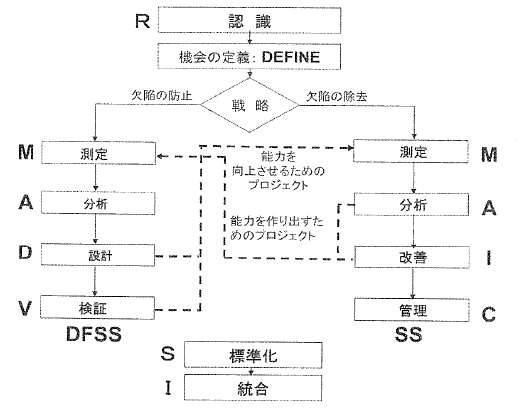 R 認識
機会の定義: DEFINE
欠陥の防止 戦略 欠陥の除去
M 測定
A 分析
D 設計
V 検証
DFSS
能力を
向上させるための
プロジェクト
能力を作り出すた
めのプロジェクト
測定 M
分析 A
改善 I
管理 C
SS
S 標準化
I 統合